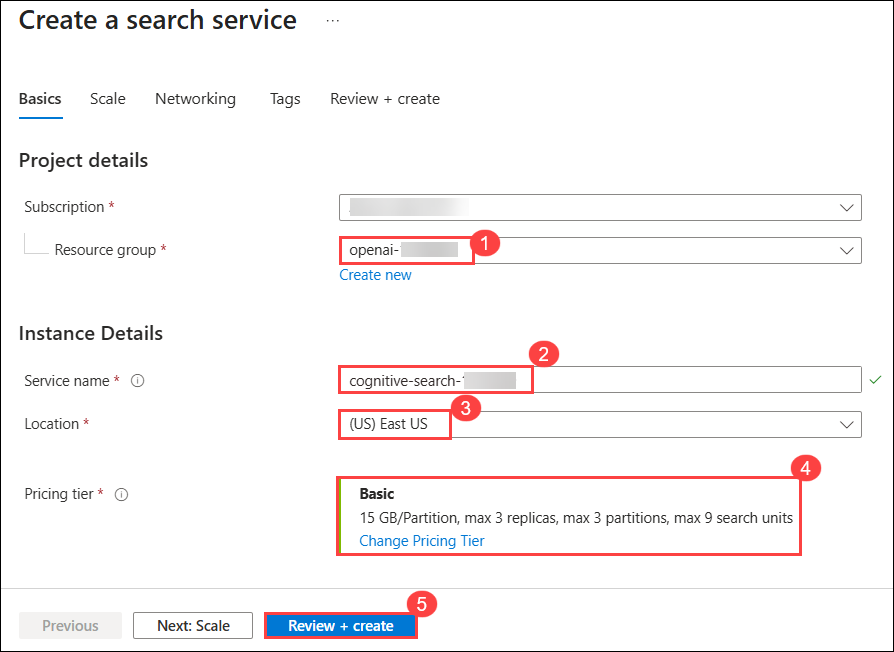 Create a search service ...
Basics Scale Networking Tags Review + create
Project details
Subscription *
Resource group * openai- 1
Create new
Instance Details
2
Service name * cognitive-search-
3
Location * (US) East US
4
Pricing tier * Basic
15 GB/Partition, max 3 replicas, max 3 partitions, max 9 search units
Change Pricing Tier
5
Previous Next: Scale Review + create